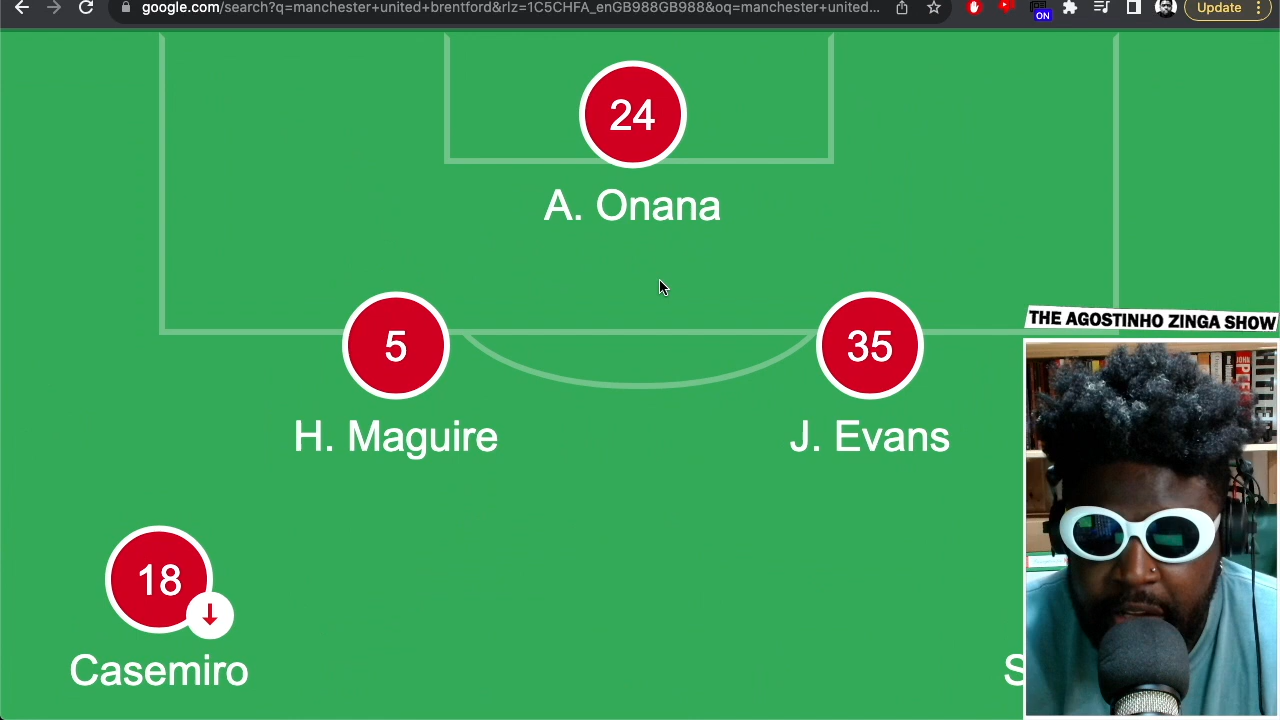 google.com/search?q=manchester+united+brentford&rlz=1C5CHFA_enGB988GB988&oq=manchester+united...
ON
Update
24
A. Onana
5
35
THE AGOSTINHO ZINGA SHOW
H. Maguire
J. Evans
18
Casemiro
S